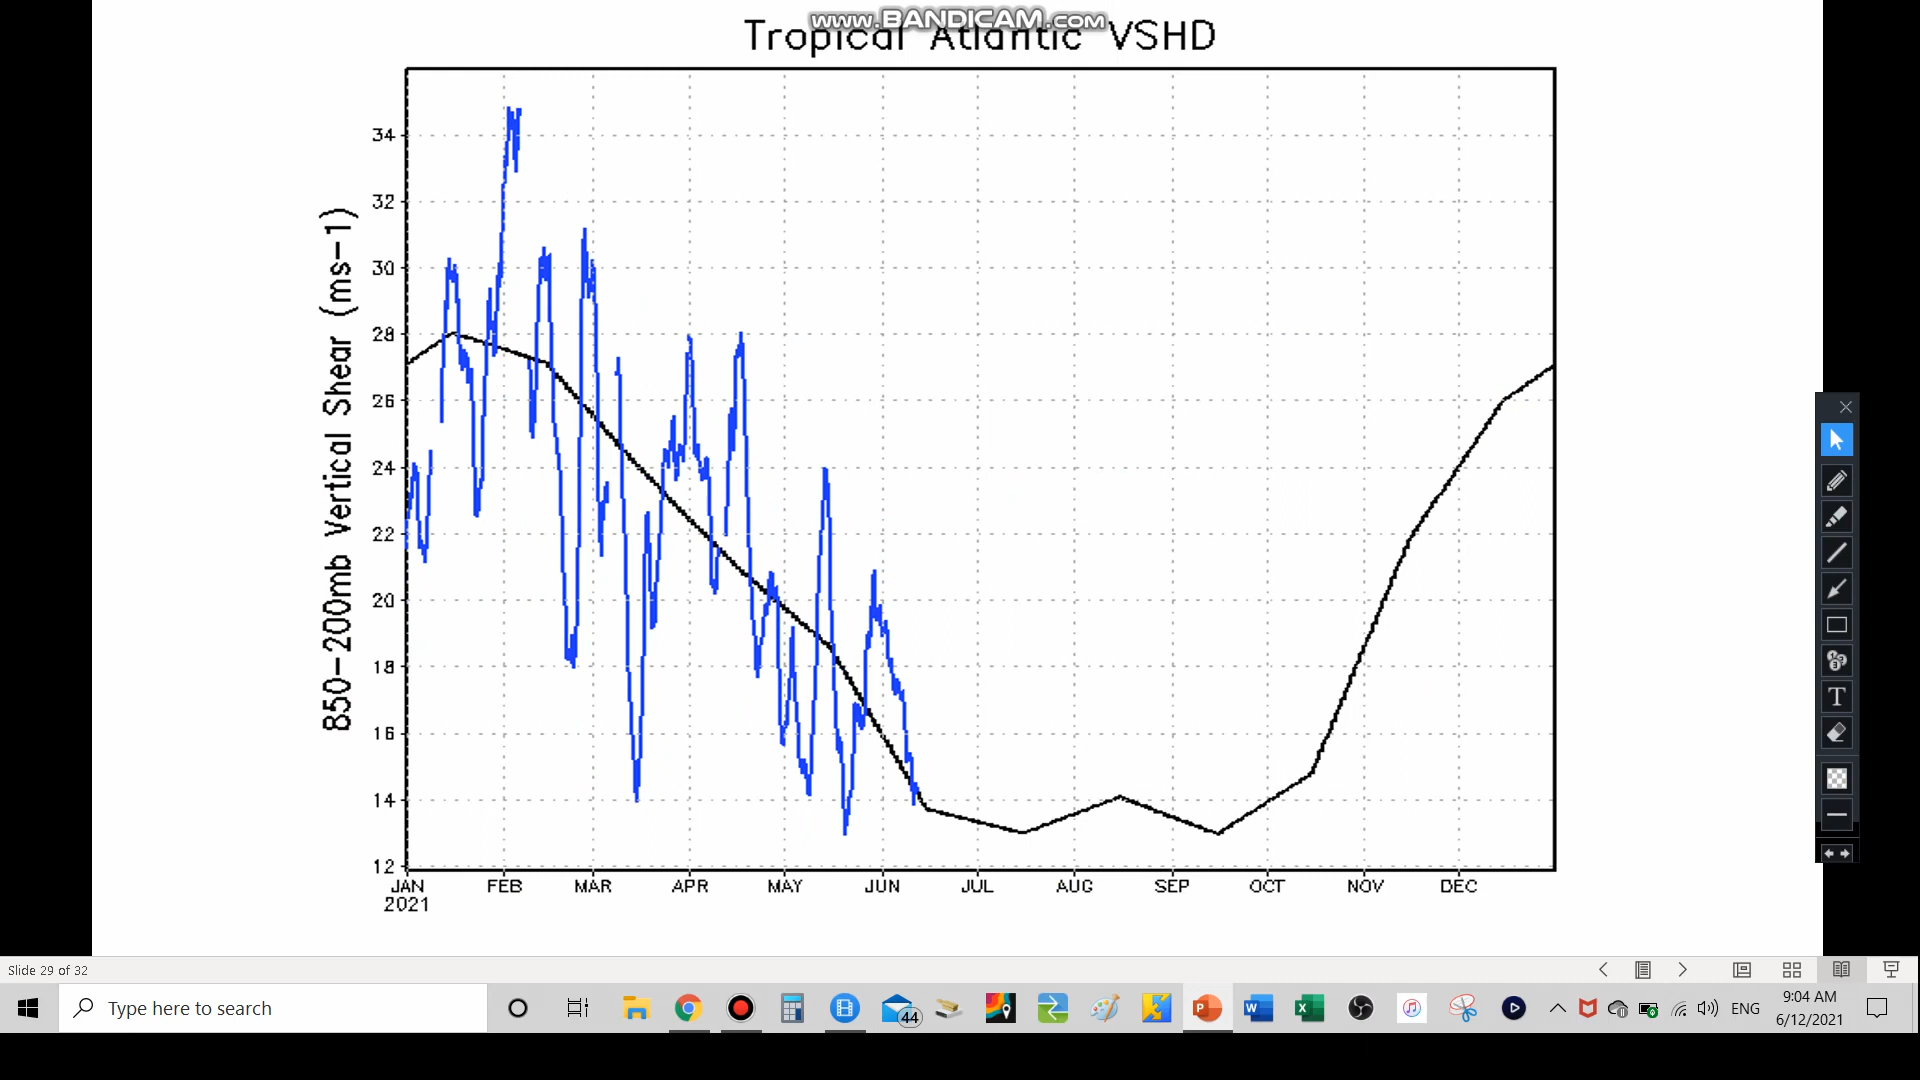 www.BANDICAM.com
Tropical Atlantic VSHD
850-200mb Vertical Shear (ms-1)
34
32
30
28
26
24
22
20
18
16
14
12
JAN FEB MAR APR MAY JUN JUL AUG SEP OCT NOV DEC
2021
T
Slide 29 of 32
Type here to search
44
P
W
X
ENG
9:04 AM
6/12/2021